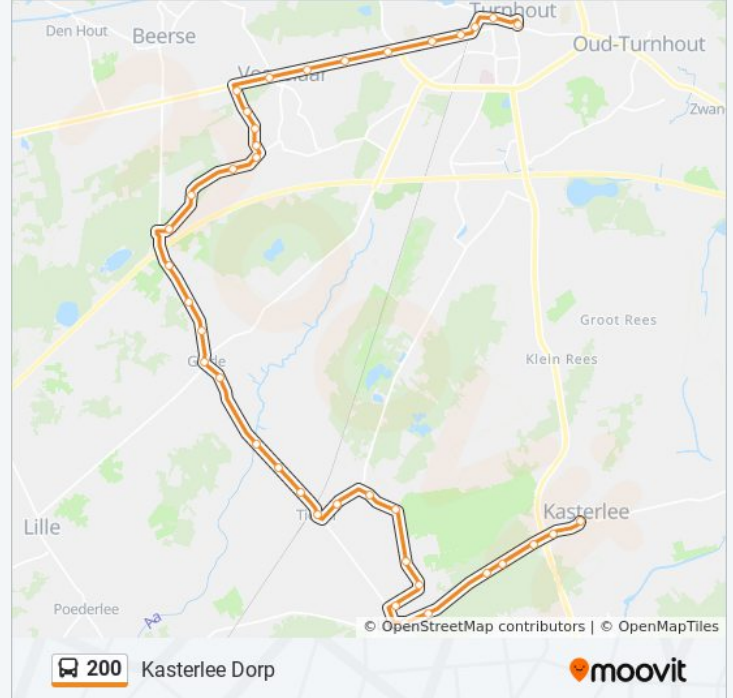 Turnhout
Den Hout
Beerse
Oud-Turnhout
Zwan
Groot Rees
Klein Rees
Kasterlee
Lille
Poederlee
Aa
© OpenStreetMap contributors | © OpenMapTiles
200 Kasterlee Dorp moovit